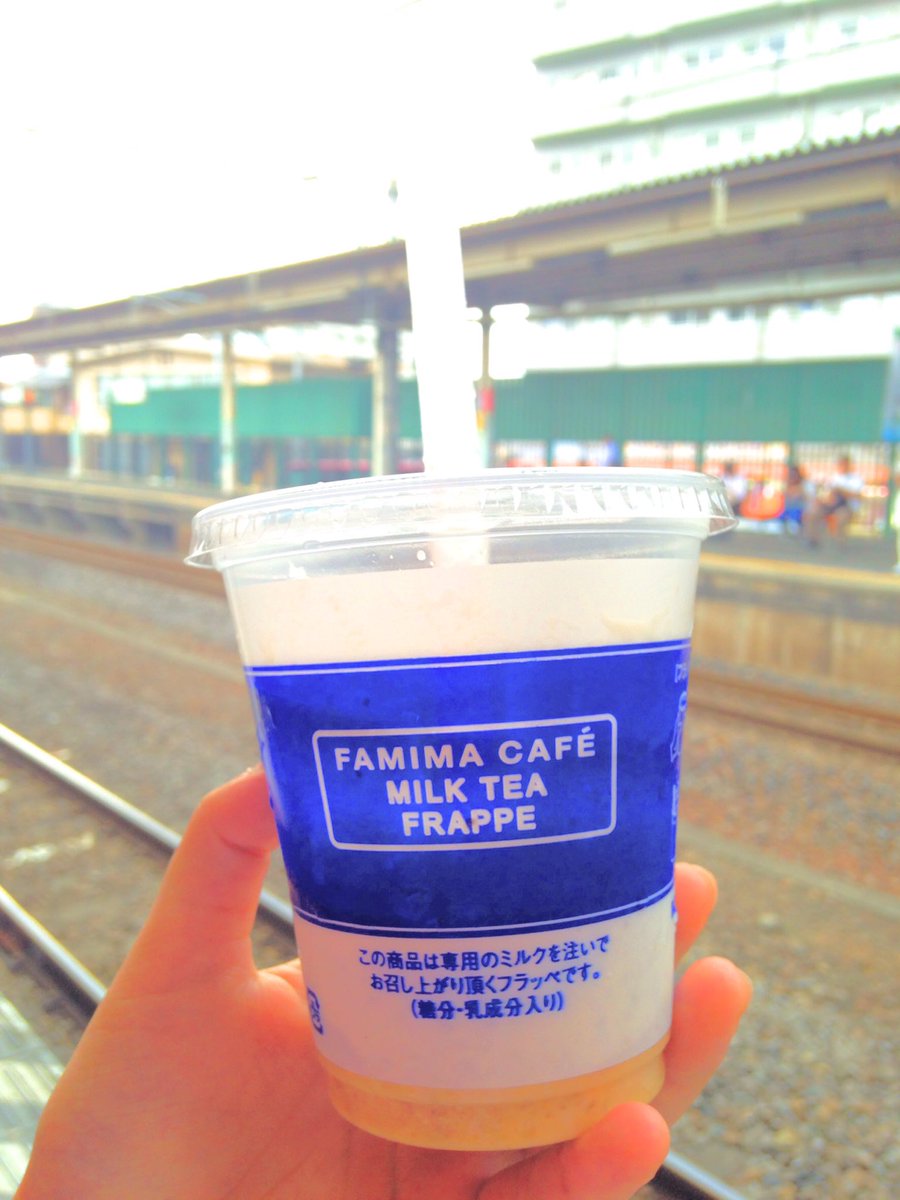 FAMIMA CAFÉ
MILK TEA
FRAPPE
この商品は専用のミルクを注いで
お召し上がり頂くフラッペです。
(糖分・乳成分入り)